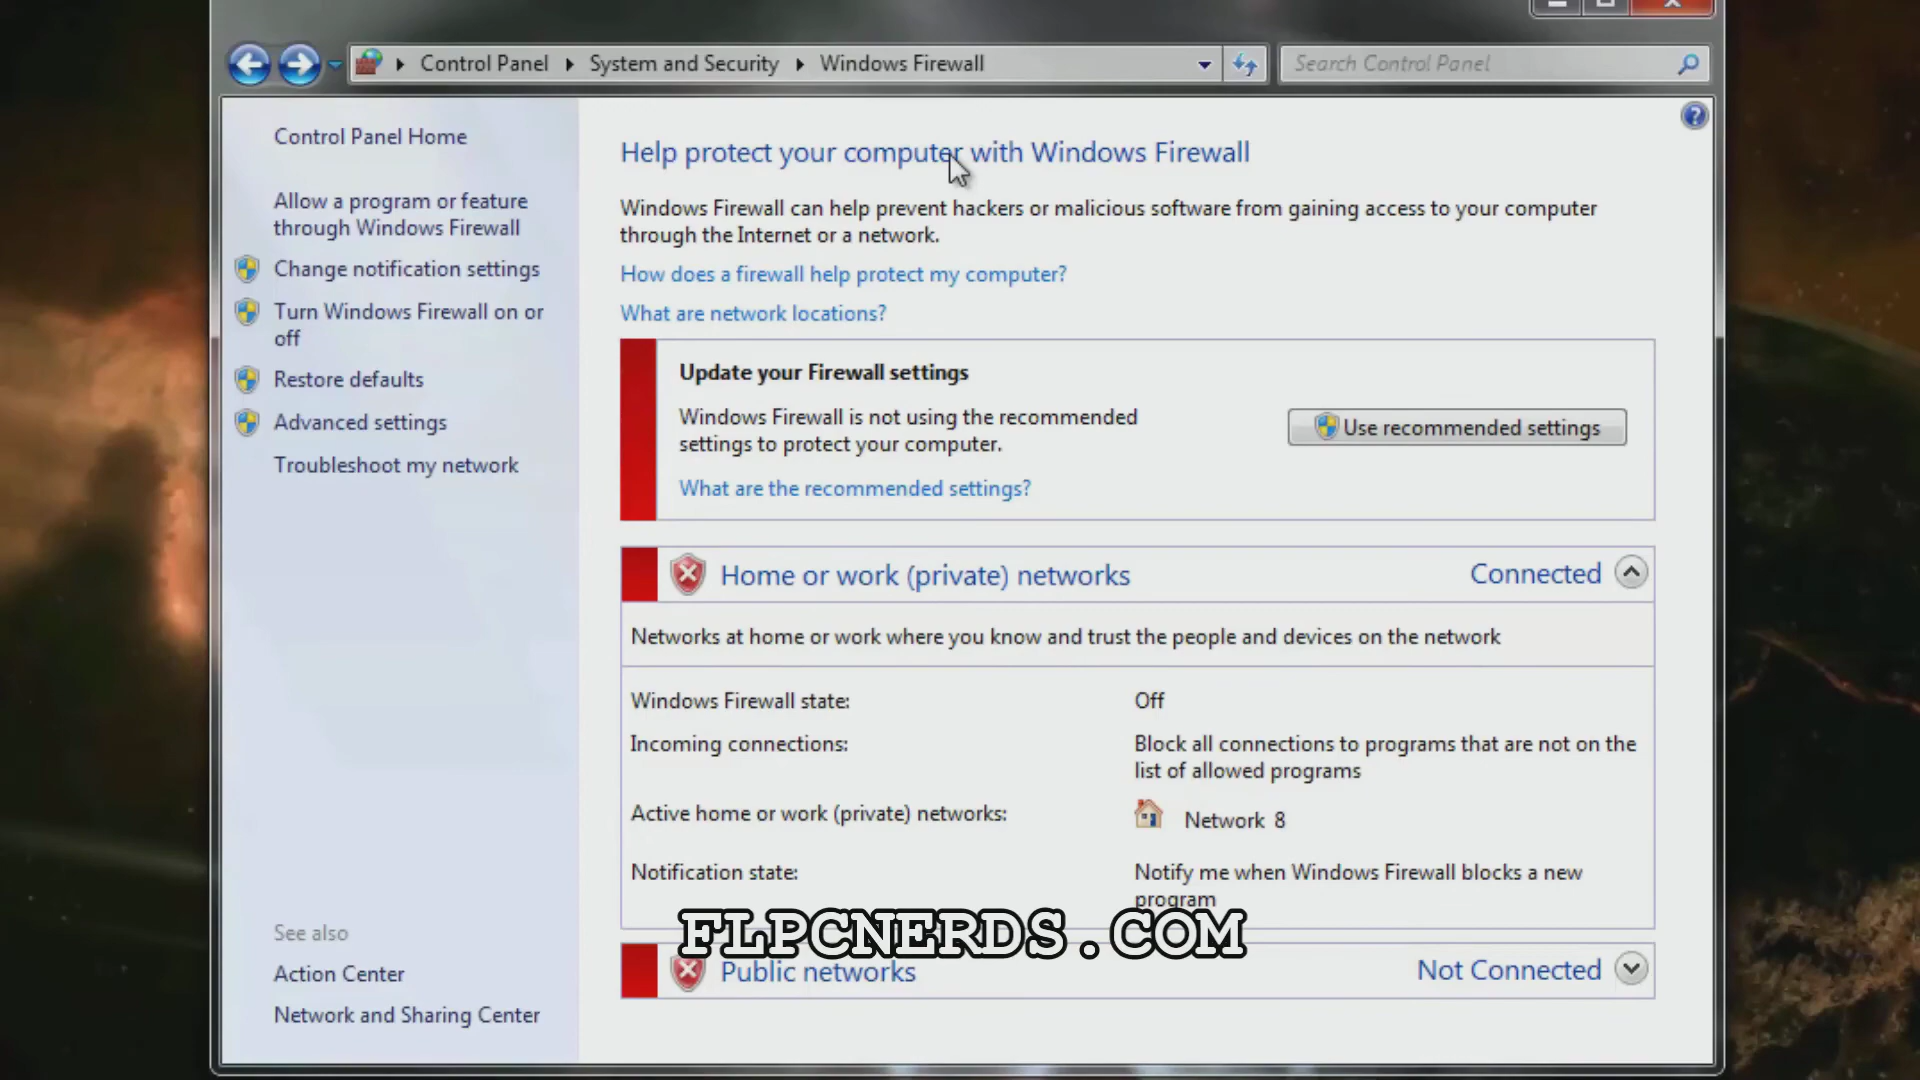 Control Panel
System and Security
Windows Firewall
Search Control Panel
Control Panel Home
Allow a program or feature
through Windows Firewall
Change notification settings
Turn Windows Firewall on or
off
Restore defaults
Advanced settings
Troubleshoot my network
See also
Action Center
Network and Sharing Center
Help protect your computer with Windows Firewall
Windows Firewall can help prevent hackers or malicious software from gaining access to your computer
through the Internet or a network.
How does a firewall help protect my computer?
What are network locations?
Update your Firewall settings
Windows Firewall is not using the recommended
settings to protect your computer.
Use recommended settings
What are the recommended settings?
Home or work (private) networks
Connected
Networks at home or work where you know and trust the people and devices on the network
Windows Firewall state:
Off
Incoming connections:
Block all connections to programs that are not on the
list of allowed programs
Active home or work (private) networks:
Network 8
Notification state:
Notify me when Windows Firewall blocks a new
program
FLPCNERDS.COM
Public networks
Not Connected